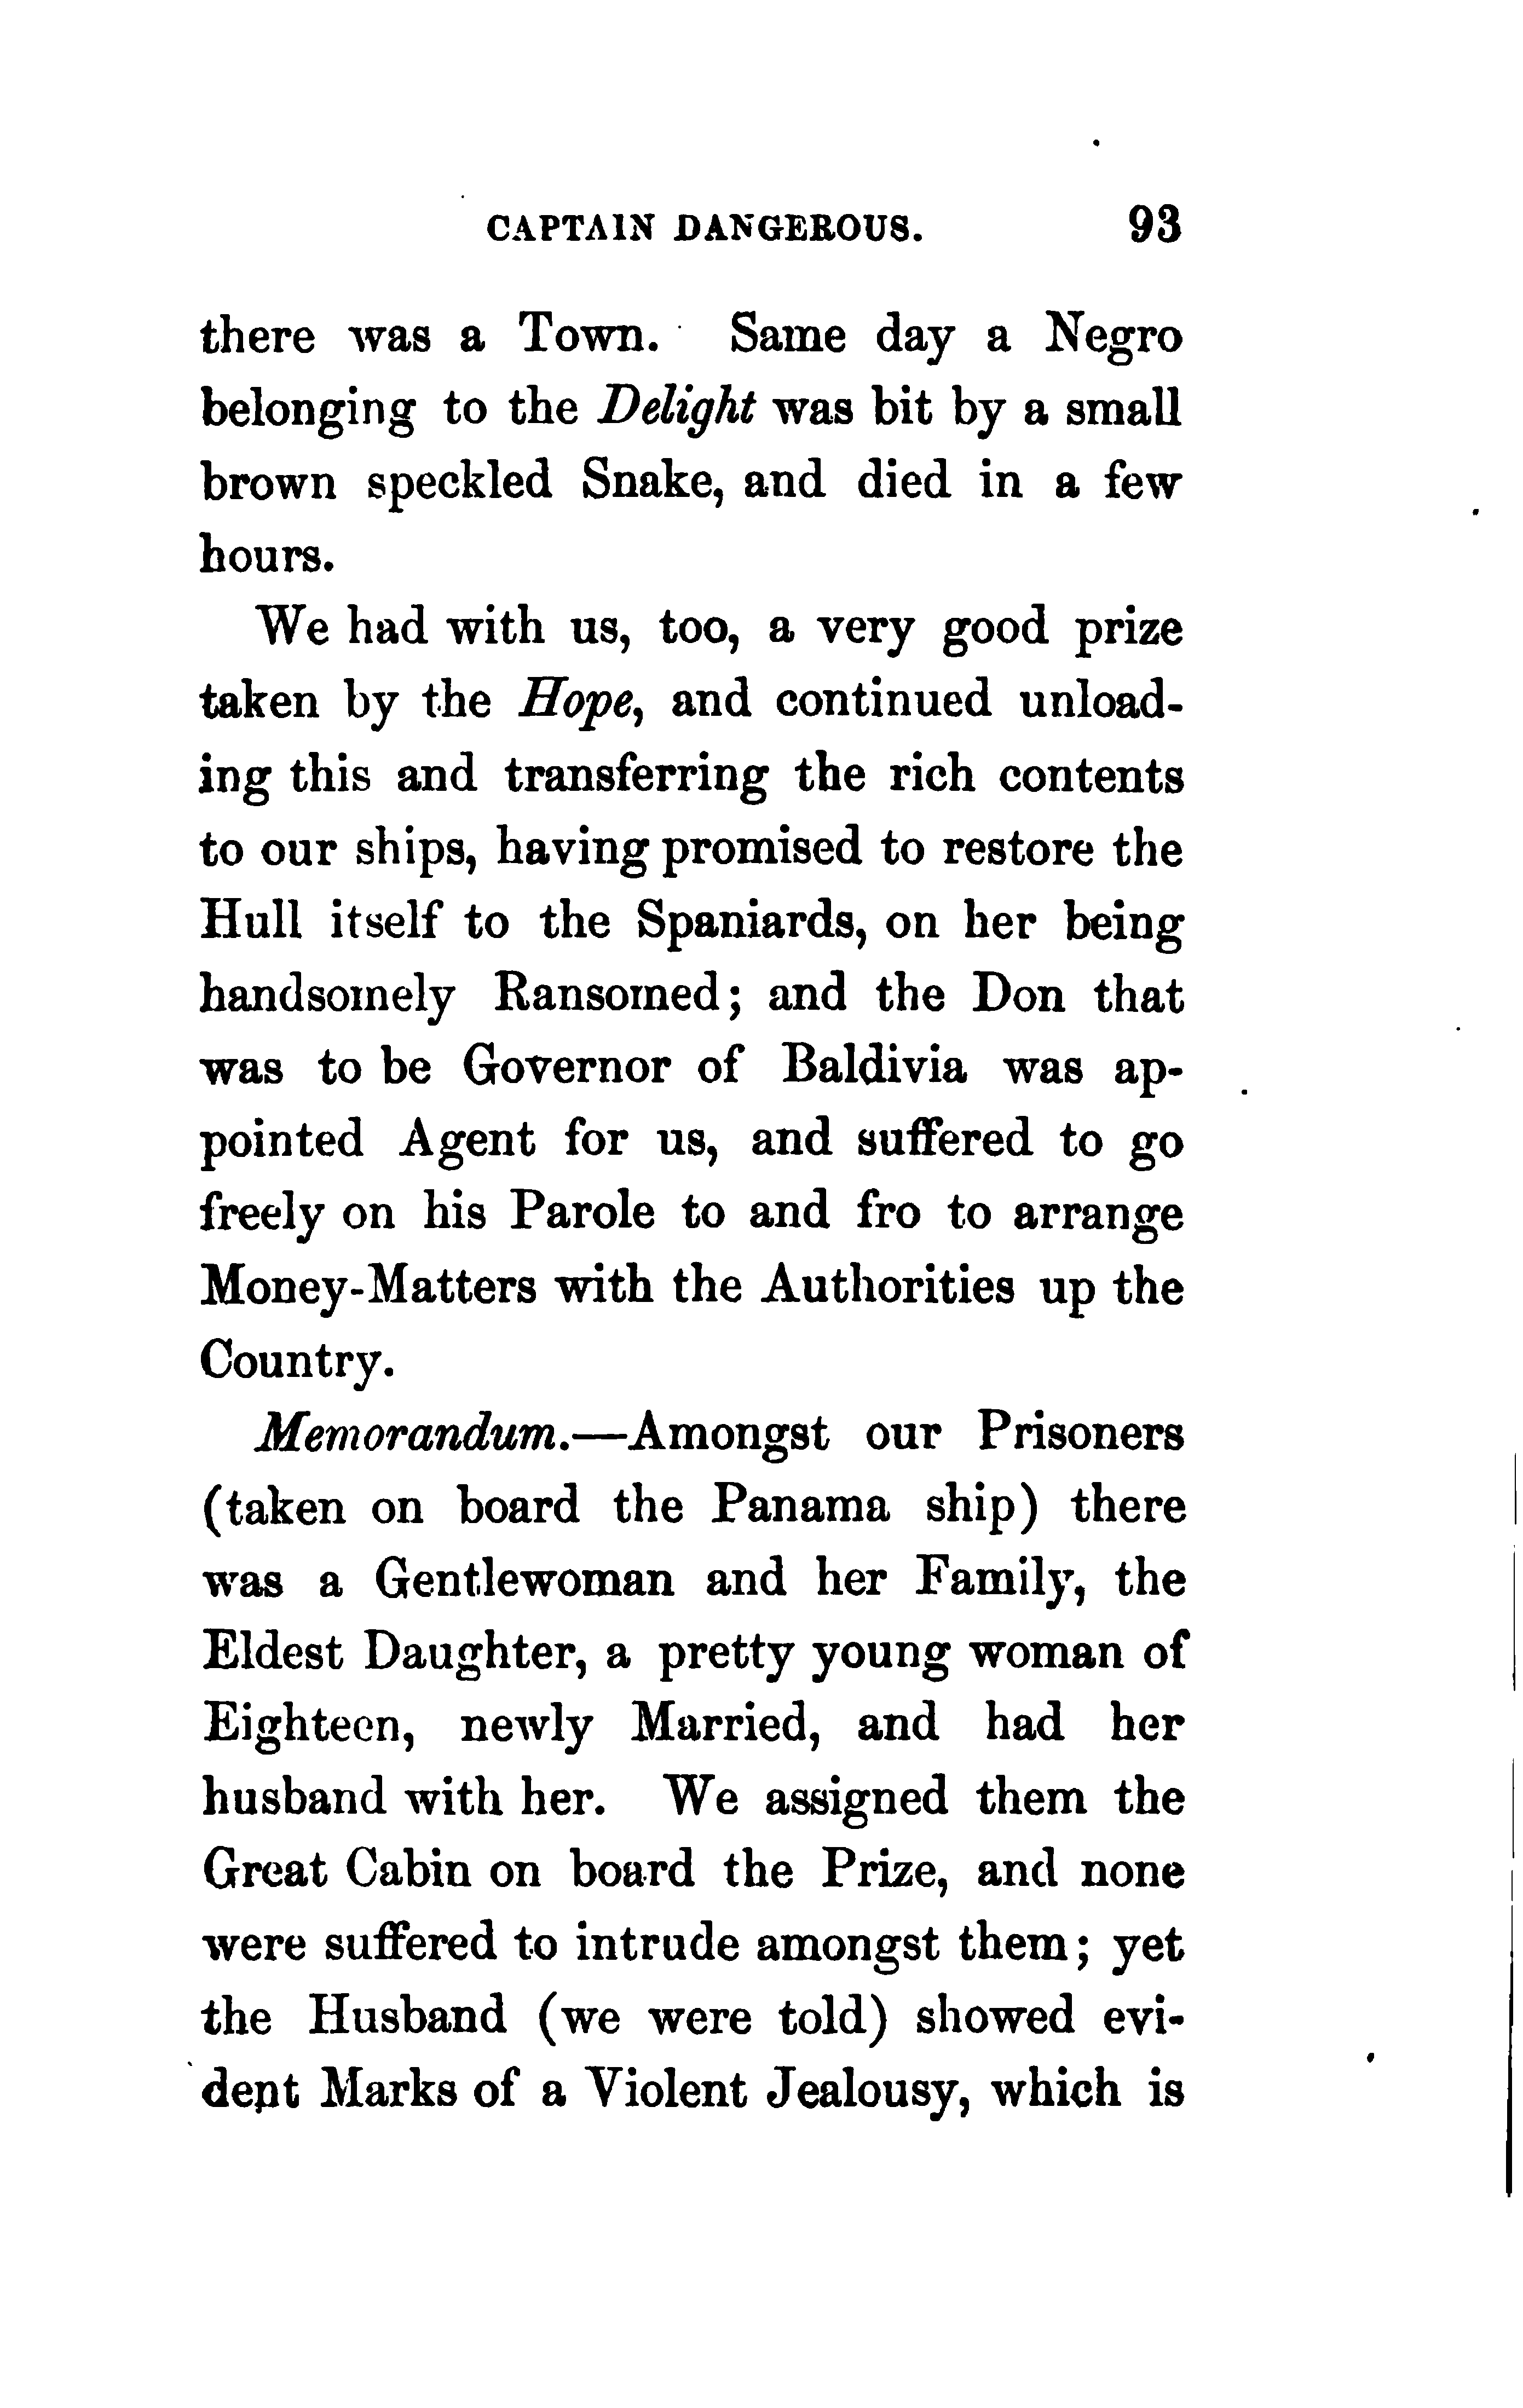 CAPTAIN DANGEROUS. 93
there was a Town. Same day a Negro
belonging to the Delight was bit by a small
brown speckled Snake, and died in a few
hours.
We had with us, too, a very good prize
taken by the Hope, and continued unload-
ing this and transferring the rich contents
to our ships, having promised to restore the
Hull itself to the Spaniards, on her being
handsomely Ransomed; and the Don that
was to be Governor of Baldivia was ap-
pointed Agent for us, and suffered to go
freely on his Parole to and fro to arrange
Money-Matters with the Authorities up the
Country.
Memorandum.—Amongst our Prisoners
(taken on board the Panama ship) there
was a Gentlewoman and her Family, the
Eldest Daughter, a pretty young woman of
Eighteen, newly Married, and had her
husband with her. We assigned them the
Great Cabin on board the Prize, and none
were suffered to intrude amongst them; yet
the Husband (we were told) showed evi-
dent Marks of a Violent Jealousy, which is